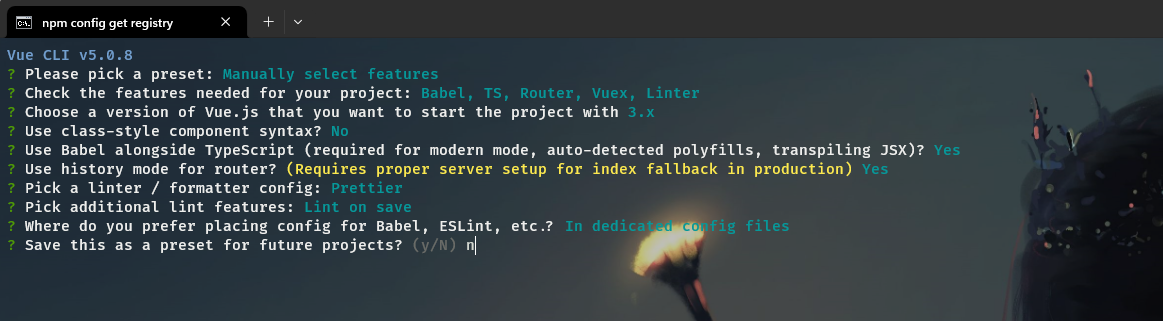 npm config get registry
Vue CLI v5.0.8
? Please pick a preset: Manually select features
? Check the features needed for your project: Babel, TS, Router, Vuex, Linter
? Choose a version of Vue.js that you want to start the project with 3.x
? Use class-style component syntax? No
? Use Babel alongside TypeScript (required for modern mode, auto-detected polyfills, transpiling JSX)? Yes
? Use history mode for router? (Requires proper server setup for index fallback in production) Yes
? Pick a linter / formatter config: Prettier
? Pick additional lint features: Lint on save
? Where do you prefer placing config for Babel, ESLint, etc.? In dedicated config files
? Save this as a preset for future projects? (y/N) n